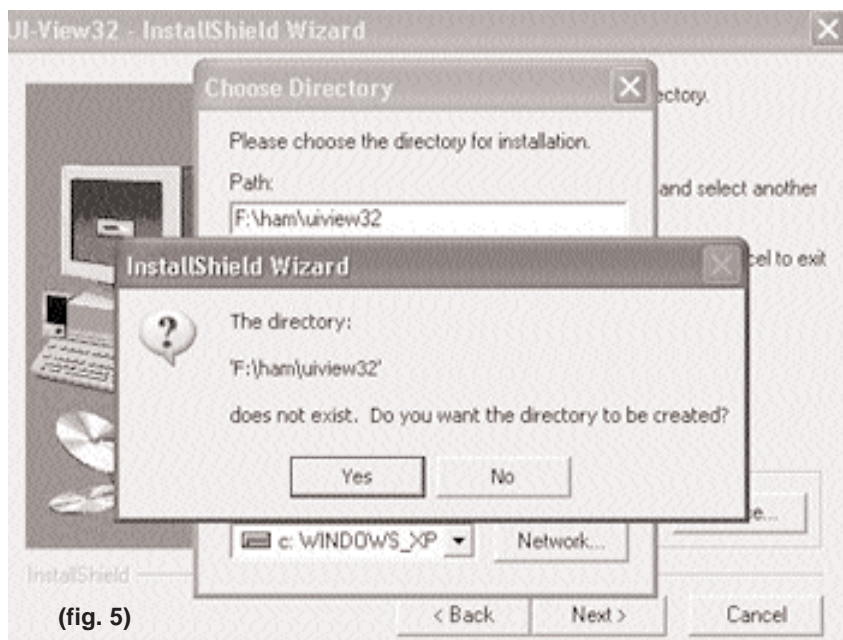 UI-View32 - InstallShield Wizard
Choose Directory
ectory.
Please choose the directory for installation.
Path:
and select another
F:\ham\uiview32
cel to exit
InstallShield Wizard
?
The directory:
'F:\ham\uiview32'
does not exist. Do you want the directory to be created?
Yes
No
e...
c: WINDOWS_XP
Network...
InstallShield
(fig. 5)
< Back
Next >
Cancel